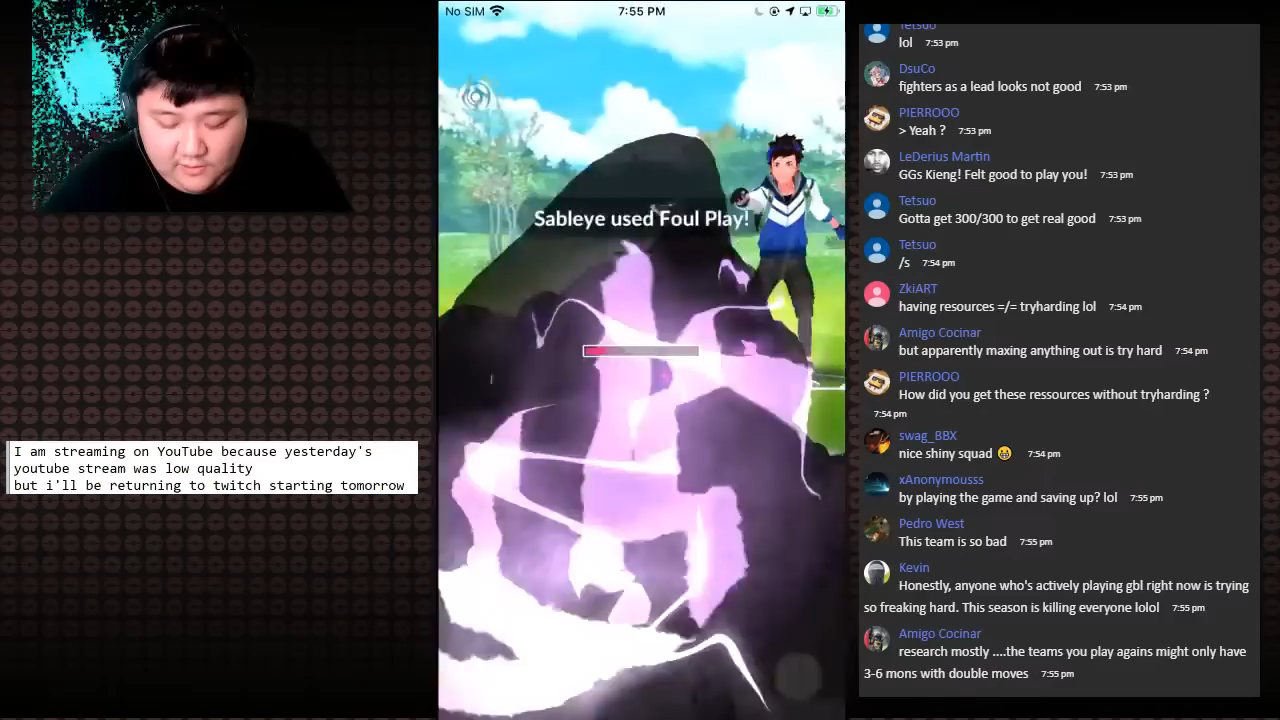 No SIM
7:55 PM
Sableye used Foul Play!
I am streaming on YouTube because yesterday's
youtube stream was low quality
but i'll be returning to twitch starting tomorrow
Tetsuo
lol 7:53 pm
DsuCo
fighters as a lead looks not good 7:53 pm
PIERROOO
> Yeah ? 7:53 pm
LeDerius Martin
GGs Kieng! Felt good to play you! 7:53 pm
Tetsuo
Gotta get 300/300 to get real good 7:53 pm
Tetsuo
/s 7:54 pm
ZkiART
having resources =/= tryharding lol 7:54 pm
Amigo Cocinar
but apparently maxing anything out is try hard 7:54 pm
PIERROOO
How did you get these ressources without tryharding ?
7:54 pm
swag_BBX
nice shiny squad 😁 7:54 pm
xAnonymousss
by playing the game and saving up? lol 7:55 pm
Pedro West
This team is so bad 7:55 pm
Kevin
Honestly, anyone who's actively playing gbl right now is trying
so freaking hard. This season is killing everyone lolol 7:55 pm
Amigo Cocinar
research mostly ....the teams you play agains might only have
3-6 mons with double moves 7:55 pm